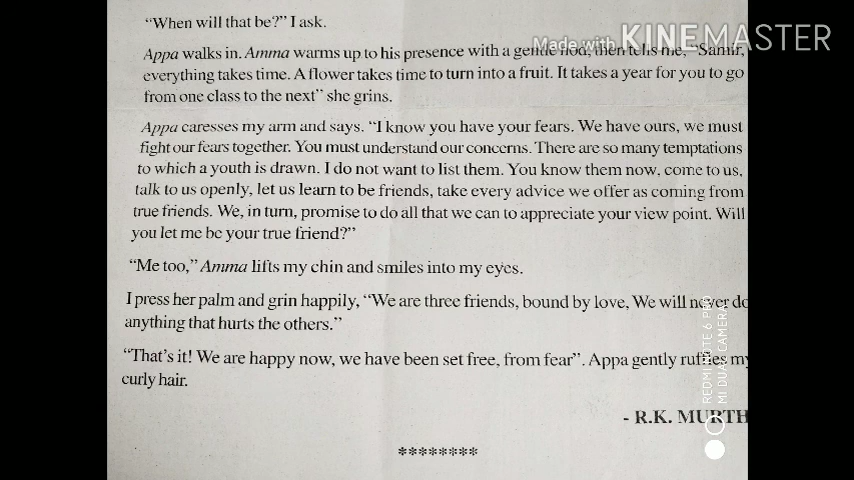 Made with KINEMASTER
"When will that be?" I ask.
Appa walks in. Amma warms up to his presence with a gentle nod, then tells me, "Samir,
everything takes time. A flower takes time to turn into a fruit. It takes a year for you to go
from one class to the next" she grins.
Appa caresses my arm and says. "I know you have your fears. We have ours, we must
fight our fears together. You must understand our concerns. There are so many temptations
to which a youth is drawn. I do not want to list them. You know them now, come to us,
talk to us openly, let us learn to be friends, take every advice we offer as coming from
true friends. We, in turn, promise to do all that we can to appreciate your view point. Will
you let me be your true friend?"
"Me too," Amma lifts my chin and smiles into my eyes.
I press her palm and grin happily, "We are three friends, bound by love, We will never do
anything that hurts the others."
"That's it! We are happy now, we have been set free, from fear". Appa gently ruffles my
curly hair.
- R.K. MURTH
********
REDMI NOTE 6 PRO
MI DUAL CAMERA